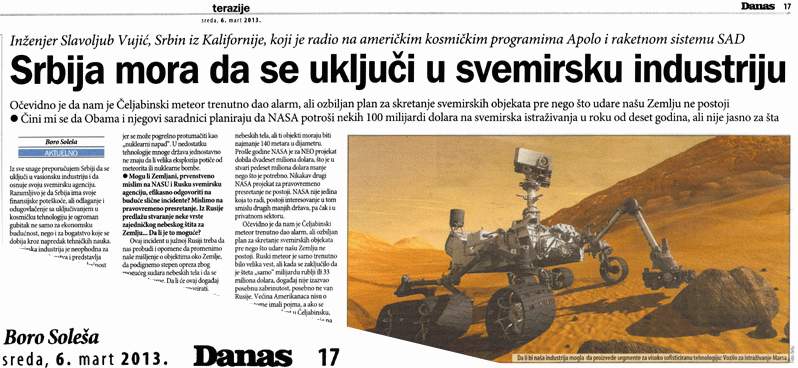 terazije
sreda, 6. mart 2013.
Danas 17
Inženjer Slavoljub Vujić, Srbin iz Kalifornije, koji je radio na američkim kosmičkim programima Apolo i raketnom sistemu SAD
Srbija mora da se uključi u svemirsku industriju
Očevidno je da nam je Čeljabinski meteor trenutno dao alarm, ali ozbiljan plan za skretanje svemirskih objekata pre nego što udare našu Zemlju ne postoji
● Čini mi se da Obama i njegovi saradnici planiraju da NASA potroši nekih 100 milijardi dolara na svemirska istraživanja u roku od deset godina, ali nije jasno za šta
Boro Soleša
AKTUELNO
Iz sve snage preporučujem Srbiji da se
uključi u vasionsku industriju i da
osnuje svoju svemirsku agenciju.
Razumljivo je da Srbija ima svoje
finansijske poteškoće, ali odlaganje i
odugovlačenje sa uključivanjem u
kosmičku tehnologiju je ogroman
gubitak ne samo za ekonomsku
budućnost, nego i za bogatstvo koje se
dobija kroz napredak tehničkih nauka.
industrija je neophodna za
i predstavlja
jer se može pogrešno protumačiti kao
„nuklearni napad“. U nedostatku
tehnologije mnoge država jednostavno
ne znaju da li velika eksplozija potiče od
meteorita ili nuklearne bombe.
● Mogu li Zemljani, prvenstveno
mislim na NASU i Rusku svemirsku
agenciju, efikasno odgovoriti na
buduće slične incidente? Mislimo na
pravovremeno presretanje. Iz Rusije
predlažu stvaranje neke vrste
zajedničkog nebeskog štita za
Zemlju... Da li je to moguće?
Ovaj incident u južnoj Rusiji treba da
nas probudi i opomene da promenimo
naše mišljenje o objektima oko Zemlje,
da podignemo stepen opreza zbog
mogućeg sudara nebeskih tela i da se
Da li će ovaj događaj
nebeskih tela, ali ti objekti moraju biti
najmanje 140 metara u dijametru.
Prošle godine NASA je za NEO projekat
dobila dvadeset miliona dolara, što je u
stvari pedeset miliona dolara manje
nego što je potrebno. Nikakav drugi
NASA projekat za pravovremeno
presretanje ne postoji. NASA nije jedina
koja to radi, postoji interesovanje u tom
smislu drugih manjih država, pa čak i u
privatnom sektoru.
Očevidno je da nam je Čeljabinski
meteor trenutno dao alarm, ali ozbiljan
plan za skretanje svemirskih objekata
pre nego što udare našu Zemlju ne
postoji. Ruski meteor je samo trenutno
bilo velika vest, ali kada se zaključilo da
je šteta „samo“ milijardu rublji ili 33
miliona dolara, događaj nije izazvao
posebnu zabrinutost, posebno ne van
Rusije. Većina Amerikanaca nisu o
imali pojma, a ako se
u Čeljabinsku,
Da li bi naša industrija mogla da proizvede segmente za visoko sofisticiranu tehnologiju: Vozilo za istraživanje Marsa
Boro Soleša
sreda, 6. mart 2013. Danas 17